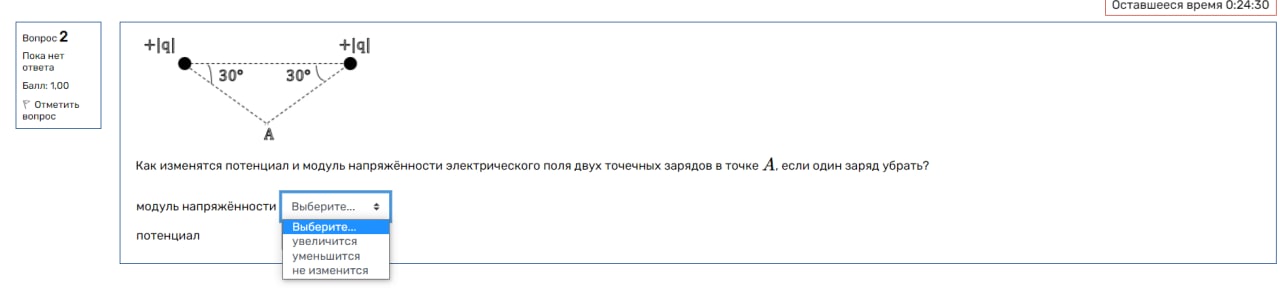 Оставшееся время 0:24:30
Вопрос 2
Пока нет
ответа
Балл: 1,00
Отметить
вопрос
+|q| +|q|
30° 30°
A
Как изменятся потенциал и модуль напряжённости электрического поля двух точечных зарядов в точке A, если один заряд убрать?
модуль напряжённости Выберите...
Выберите...
потенциал
увеличится
уменьшится
не изменится